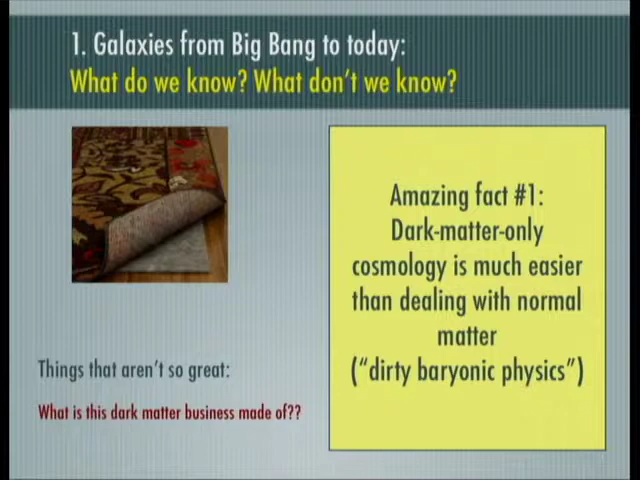 1. Galaxies from Big Bang to today:
What do we know? What don't we know?
Amazing fact #1:
Dark-matter-only
cosmology is much easier
than dealing with normal
matter
("dirty baryonic physics")
Things that aren't so great:
What is this dark matter business made of??